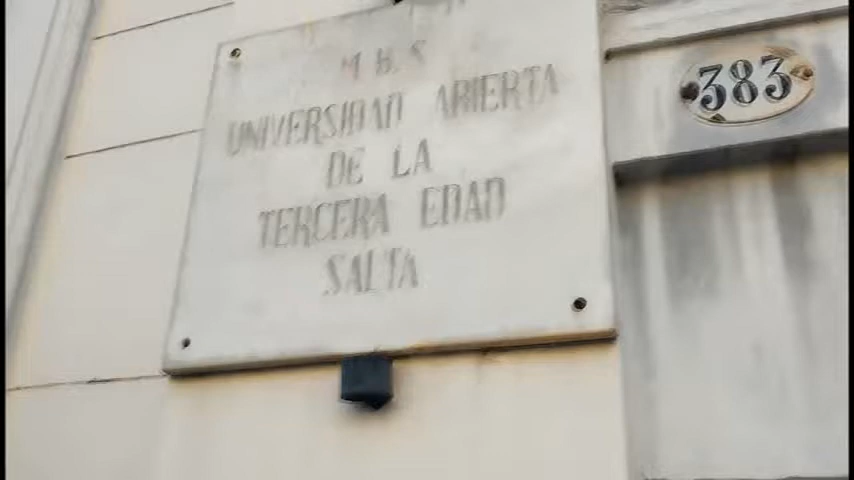 M B S
UNIVERSIDAD ABIERTA
DE LA
TERCERA EDAD
SALTA
383